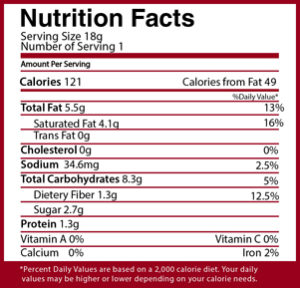 Nutrition Facts
Serving Size 18g
Number of Serving 1
Amount Per Serving
Calories 121 Calories from Fat 49
%Daily Value*
Total Fat 5.5g 13%
Saturated Fat 4.1g 16%
Trans Fat 0g
Cholesterol 0g 0%
Sodium 34.6mg 2.5%
Total Carbohydrates 8.3g 5%
Dietery Fiber 1.3g 12.5%
Sugar 2.7g
Protein 1.3g
Vitamin A 0% Vitamin C 0%
Calcium 0% Iron 2%
*Percent Daily Values are based on a 2,000 calorie diet. Your daily
values may be higher or lower depending on your calorie needs.